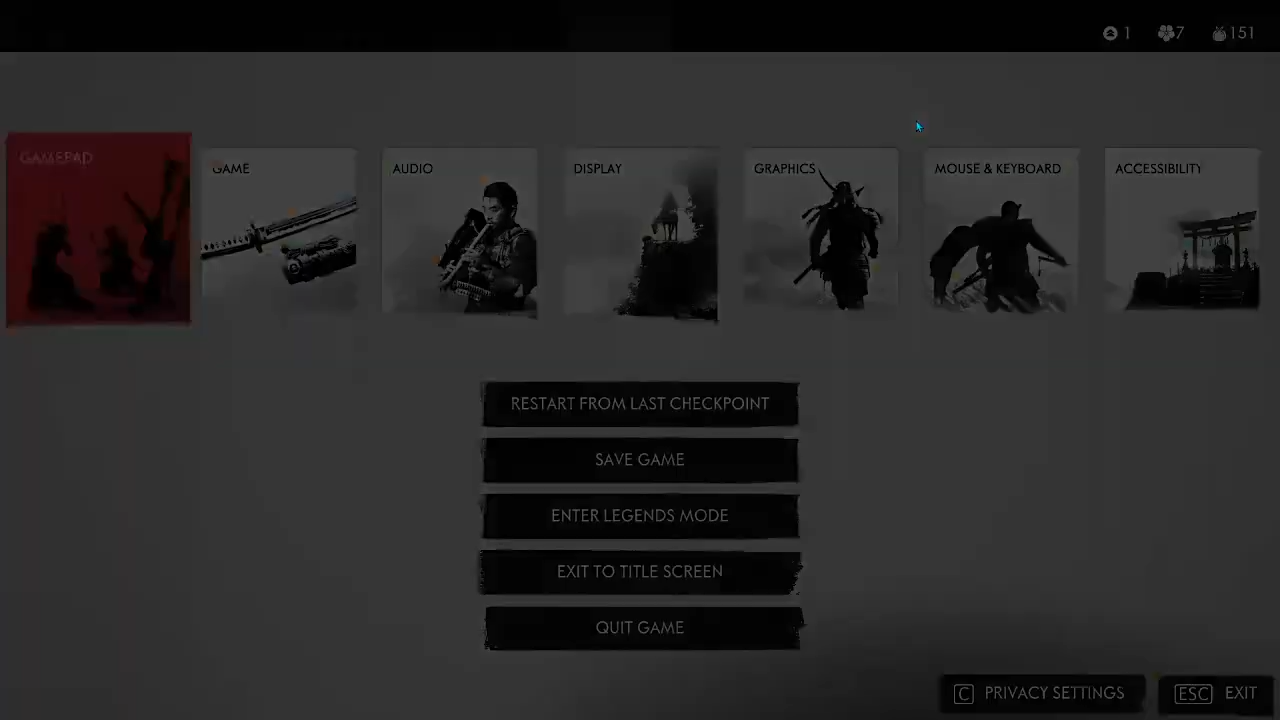 1 7 151
GAMEPAD
GAME
AUDIO
DISPLAY
GRAPHICS
MOUSE & KEYBOARD
ACCESSIBILITY
RESTART FROM LAST CHECKPOINT
SAVE GAME
ENTER LEGENDS MODE
EXIT TO TITLE SCREEN
QUIT GAME
C PRIVACY SETTINGS ESC EXIT